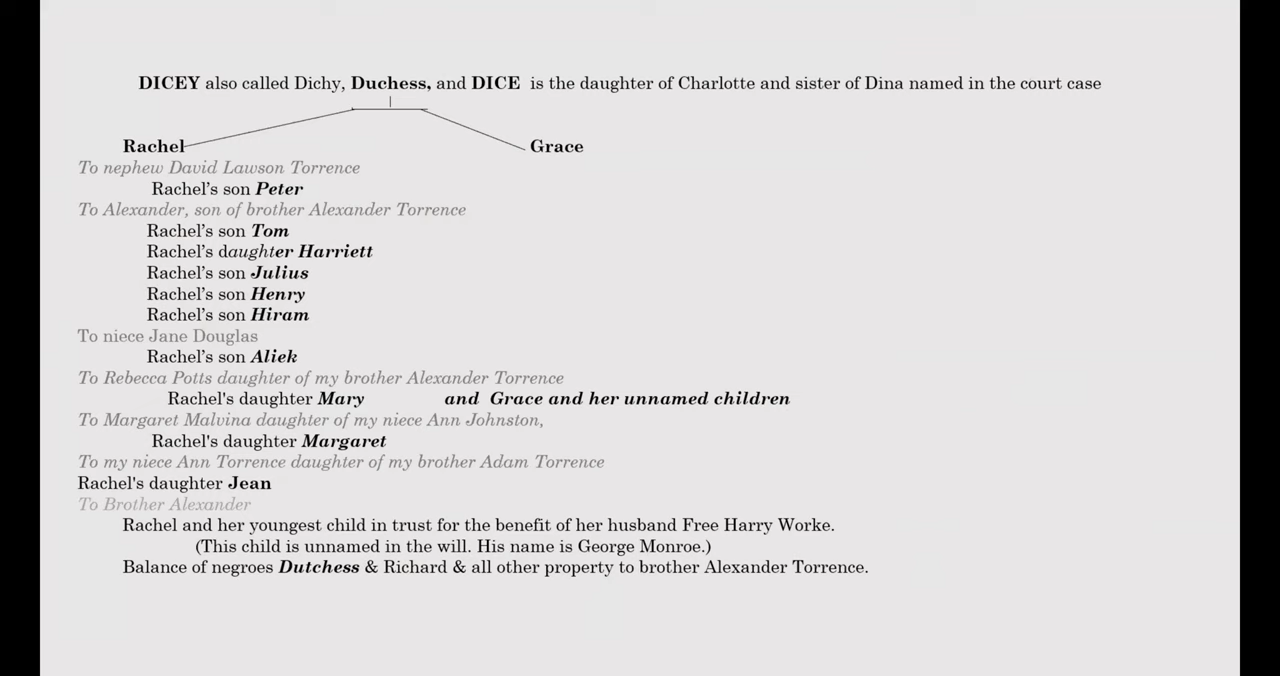 DICEY also called Dichy, Duchess, and DICE is the daughter of Charlotte and sister of Dina named in the court case
Rachel Grace
To nephew David Lawson Torrence
Rachel’s son Peter
To Alexander, son of brother Alexander Torrence
Rachel’s son Tom
Rachel’s daughter Harriett
Rachel’s son Julius
Rachel’s son Henry
Rachel’s son Hiram
To niece Jane Douglas
Rachel’s son Aliek
To Rebecca Potts daughter of my brother Alexander Torrence
Rachel's daughter Mary and Grace and her unnamed children
To Margaret Malvina daughter of my niece Ann Johnston,
Rachel's daughter Margaret
To my niece Ann Torrence daughter of my brother Adam Torrence
Rachel's daughter Jean
To Brother Alexander
Rachel and her youngest child in trust for the benefit of her husband Free Harry Worke.
(This child is unnamed in the will. His name is George Monroe.)
Balance of negroes Dutchess & Richard & all other property to brother Alexander Torrence.